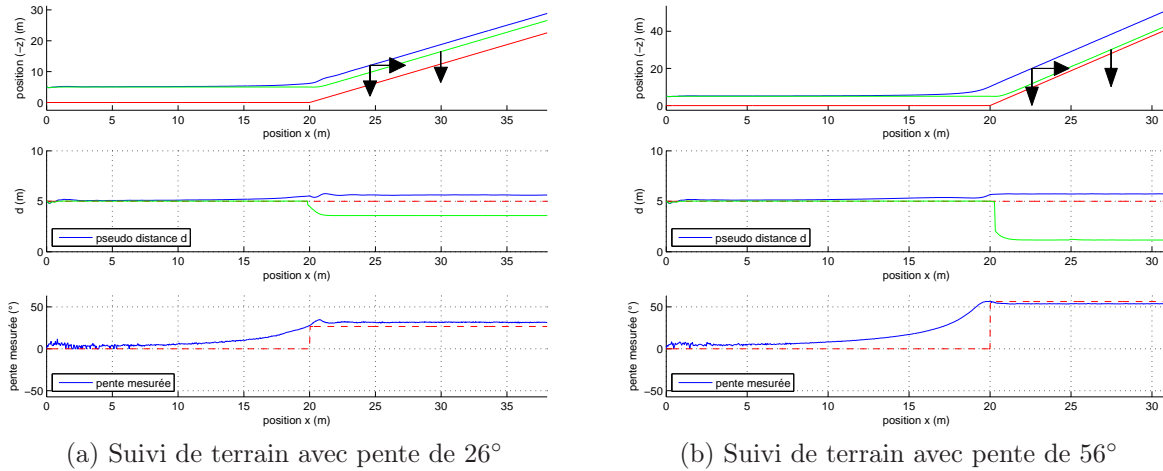 position (−z) (m)
30
20
10
0
0 5 10 15 20 25 30 35
position x (m)
d (m)
10
5
0
pseudo distance d
0 5 10 15 20 25 30 35
position x (m)
pente mesurée (°)
50
0
−50
pente mesurée
0 5 10 15 20 25 30 35
position x (m)
(a) Suivi de terrain avec pente de 26°
position (−z) (m)
40
20
0
0 5 10 15 20 25 30
position x (m)
d (m)
10
5
0
pseudo distance d
0 5 10 15 20 25 30
position x (m)
pente mesurée (°)
50
0
−50
pente mesurée
0 5 10 15 20 25 30
position x (m)
(b) Suivi de terrain avec pente de 56°